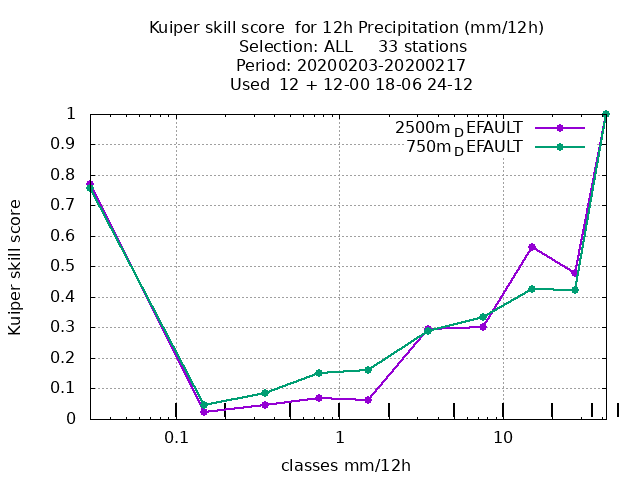 Kuiper skill score  for 12h Precipitation (mm/12h)
Selection: ALL     33 stations
Period: 20200203-20200217
Used  12 + 12-00 18-06 24-12
2500m_DEFAULT
750m_DEFAULT
1
0.9
0.8
0.7
0.6
0.5
0.4
0.3
0.2
0.1
0
Kuiper skill score
0.1 1 10
classes mm/12h